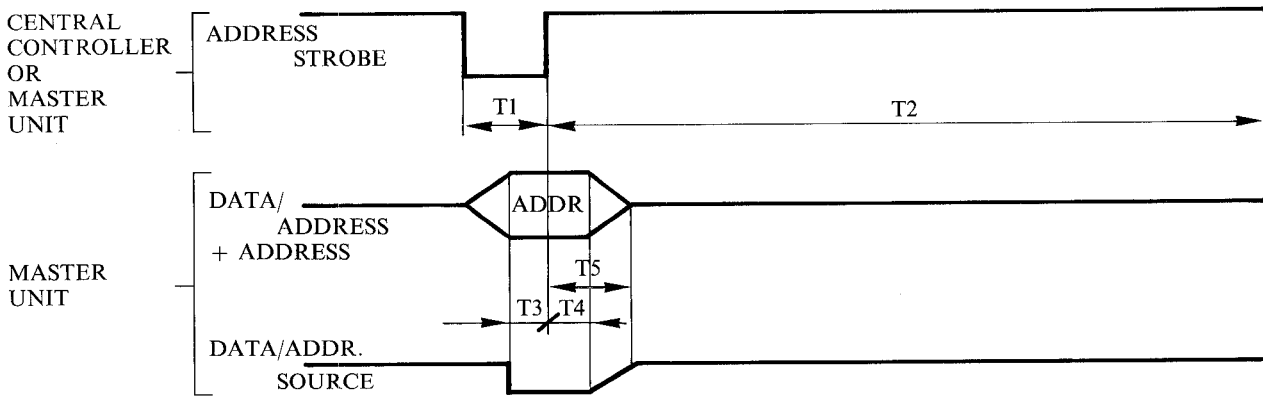 CENTRAL
CONTROLLER
OR
MASTER
UNIT
ADDRESS
STROBE
T1
T2
MASTER
UNIT
DATA/
ADDRESS
+ ADDRESS
ADDR
T5
T3
T4
DATA/ADDR.
SOURCE